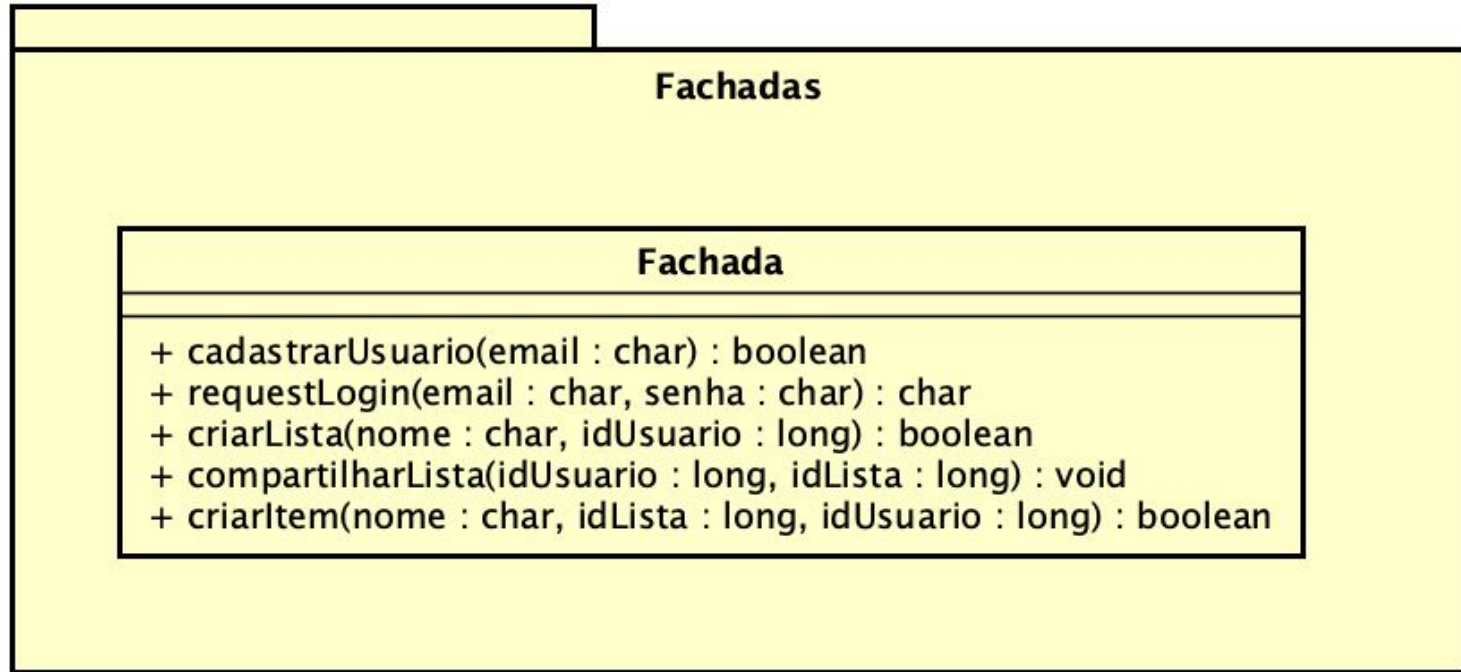 Fachadas
Fachada
+ cadastrarUsuario(email : char) : boolean
+ requestLogin(email : char, senha : char) : char
+ criarLista(nome : char, idUsuario : long) : boolean
+ compartilharLista(idUsuario : long, idLista : long) : void
+ criarItem(nome : char, idLista : long, idUsuario : long) : boolean